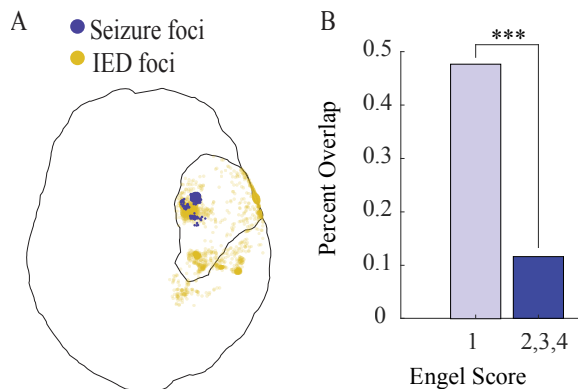 A
Seizure foci
IED foci
B
***
0.5
0.4
0.3
0.2
0.1
0
Percent Overlap
1
2,3,4
Engel Score